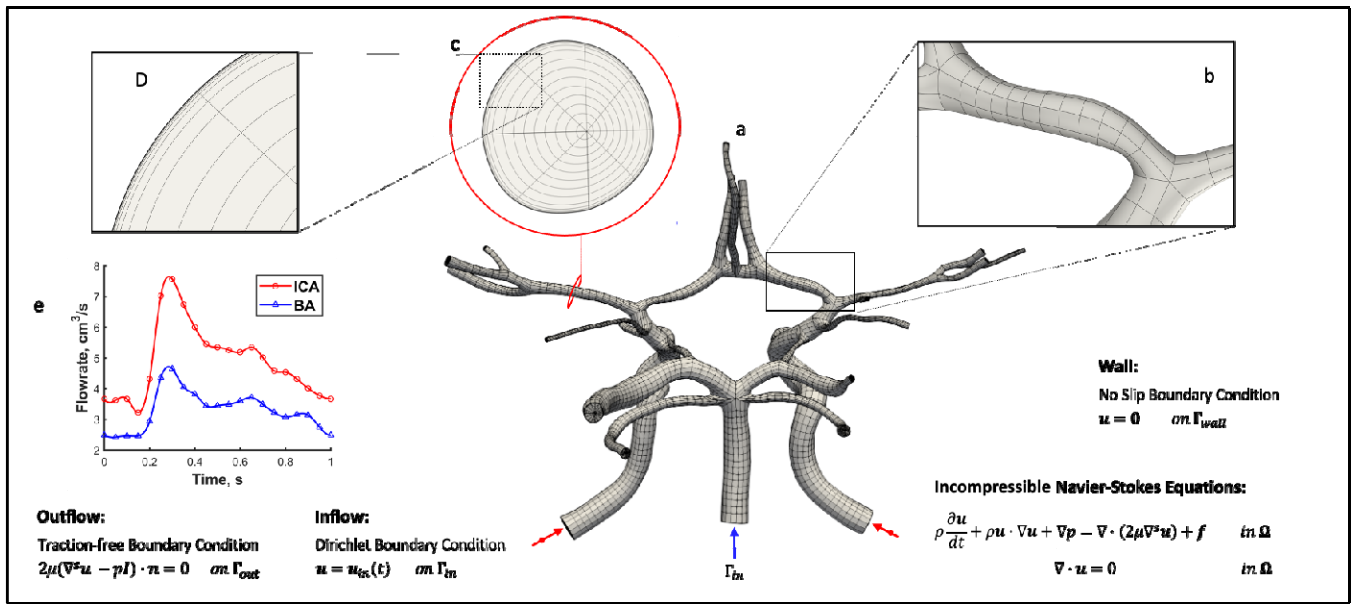 D
c
b
a
e
8
7
6
5
4
3
2
Flowrate, cm³/s
ICA
BA
0 0.2 0.4 0.6 0.8 1
Time, s
Wall:
No Slip Boundary Condition
u = 0 on Γwall
Outflow:
Traction-free Boundary Condition
2μ(∇ˢu − pI) · n = 0 on Γout
Inflow:
Dirichlet Boundary Condition
u = uin(t) on Γin
Γin
Incompressible Navier-Stokes Equations:
ρ ∂u/dt + ρu · ∇u + ∇p − ∇ · (2μ∇ˢu) + f in Ω
∇ · u = 0 in Ω